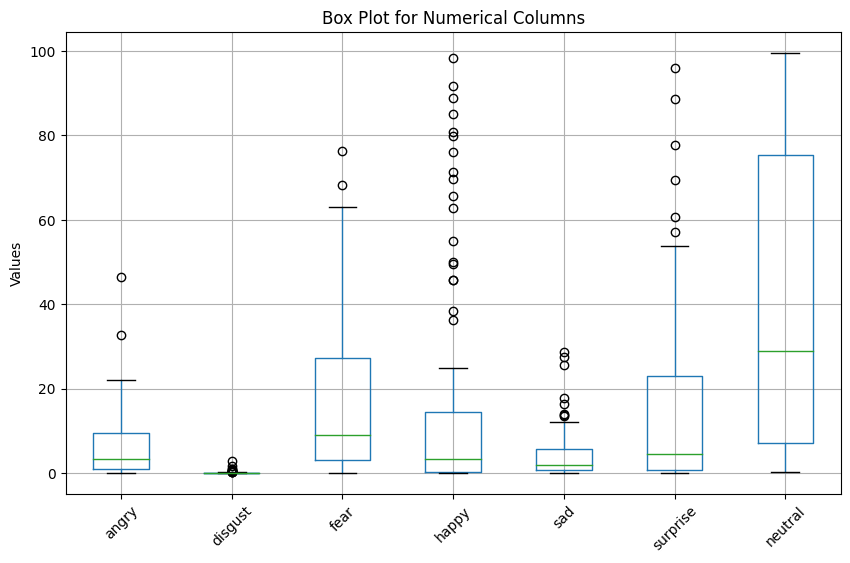 Box Plot for Numerical Columns
100
80
60
40
20
0
Values
angry
disgust
fear
happy
sad
surprise
neutral